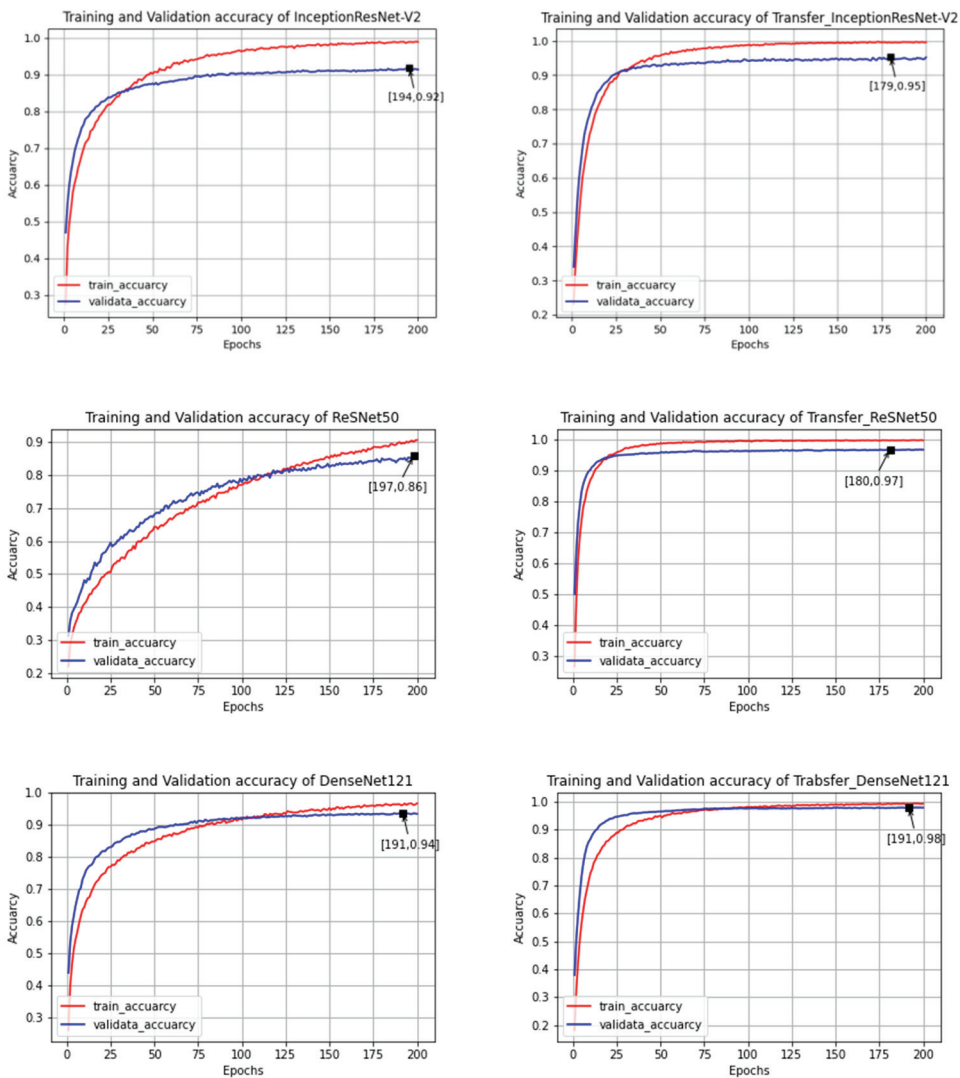 Training and Validation accuracy of InceptionResNet-V2
1.0
0.9
0.8
0.7
0.6
0.5
0.4
0.3
Accuarcy
[194,0.92]
train_accuarcy
validata_accuarcy
0 25 50 75 100 125 150 175 200
Epochs
Training and Validation accuracy of Transfer_InceptionResNet-V2
1.0
0.9
0.8
0.7
0.6
0.5
0.4
0.3
0.2
Accuarcy
[179,0.95]
train_accuarcy
validata_accuarcy
0 25 50 75 100 125 150 175 200
Epochs
Training and Validation accuracy of ReSNet50
0.9
0.8
0.7
0.6
0.5
0.4
0.3
0.2
Accuarcy
[197,0.86]
train_accuarcy
validata_accuarcy
0 25 50 75 100 125 150 175 200
Epochs
Training and Validation accuracy of Transfer_ReSNet50
1.0
0.9
0.8
0.7
0.6
0.5
0.4
0.3
Accuarcy
[180,0.97]
train_accuarcy
validata_accuarcy
0 25 50 75 100 125 150 175 200
Epochs
Training and Validation accuracy of DenseNet121
1.0
0.9
0.8
0.7
0.6
0.5
0.4
0.3
Accuarcy
[191,0.94]
train_accuarcy
validata_accuarcy
0 25 50 75 100 125 150 175 200
Epochs
Training and Validation accuracy of Trabsfer_DenseNet121
1.0
0.9
0.8
0.7
0.6
0.5
0.4
0.3
0.2
Accuarcy
[191,0.98]
train_accuarcy
validata_accuarcy
0 25 50 75 100 125 150 175 200
Epochs